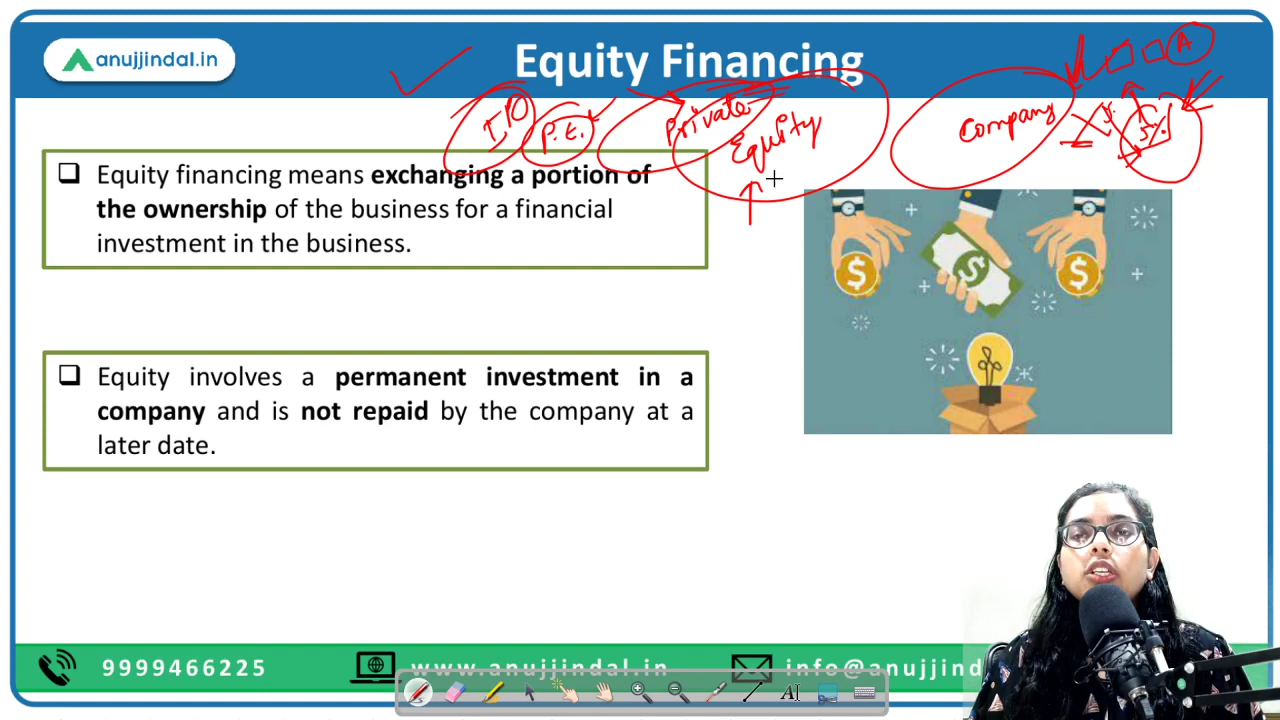 anujjindal.in
Equity Financing
P.E.
Private
Equity
Company
A
5%
Equity financing means exchanging a portion of
the ownership of the business for a financial
investment in the business.
Equity involves a permanent investment in a
company and is not repaid by the company at a
later date.
9999466225 www.anujjindal.in info@anujjind